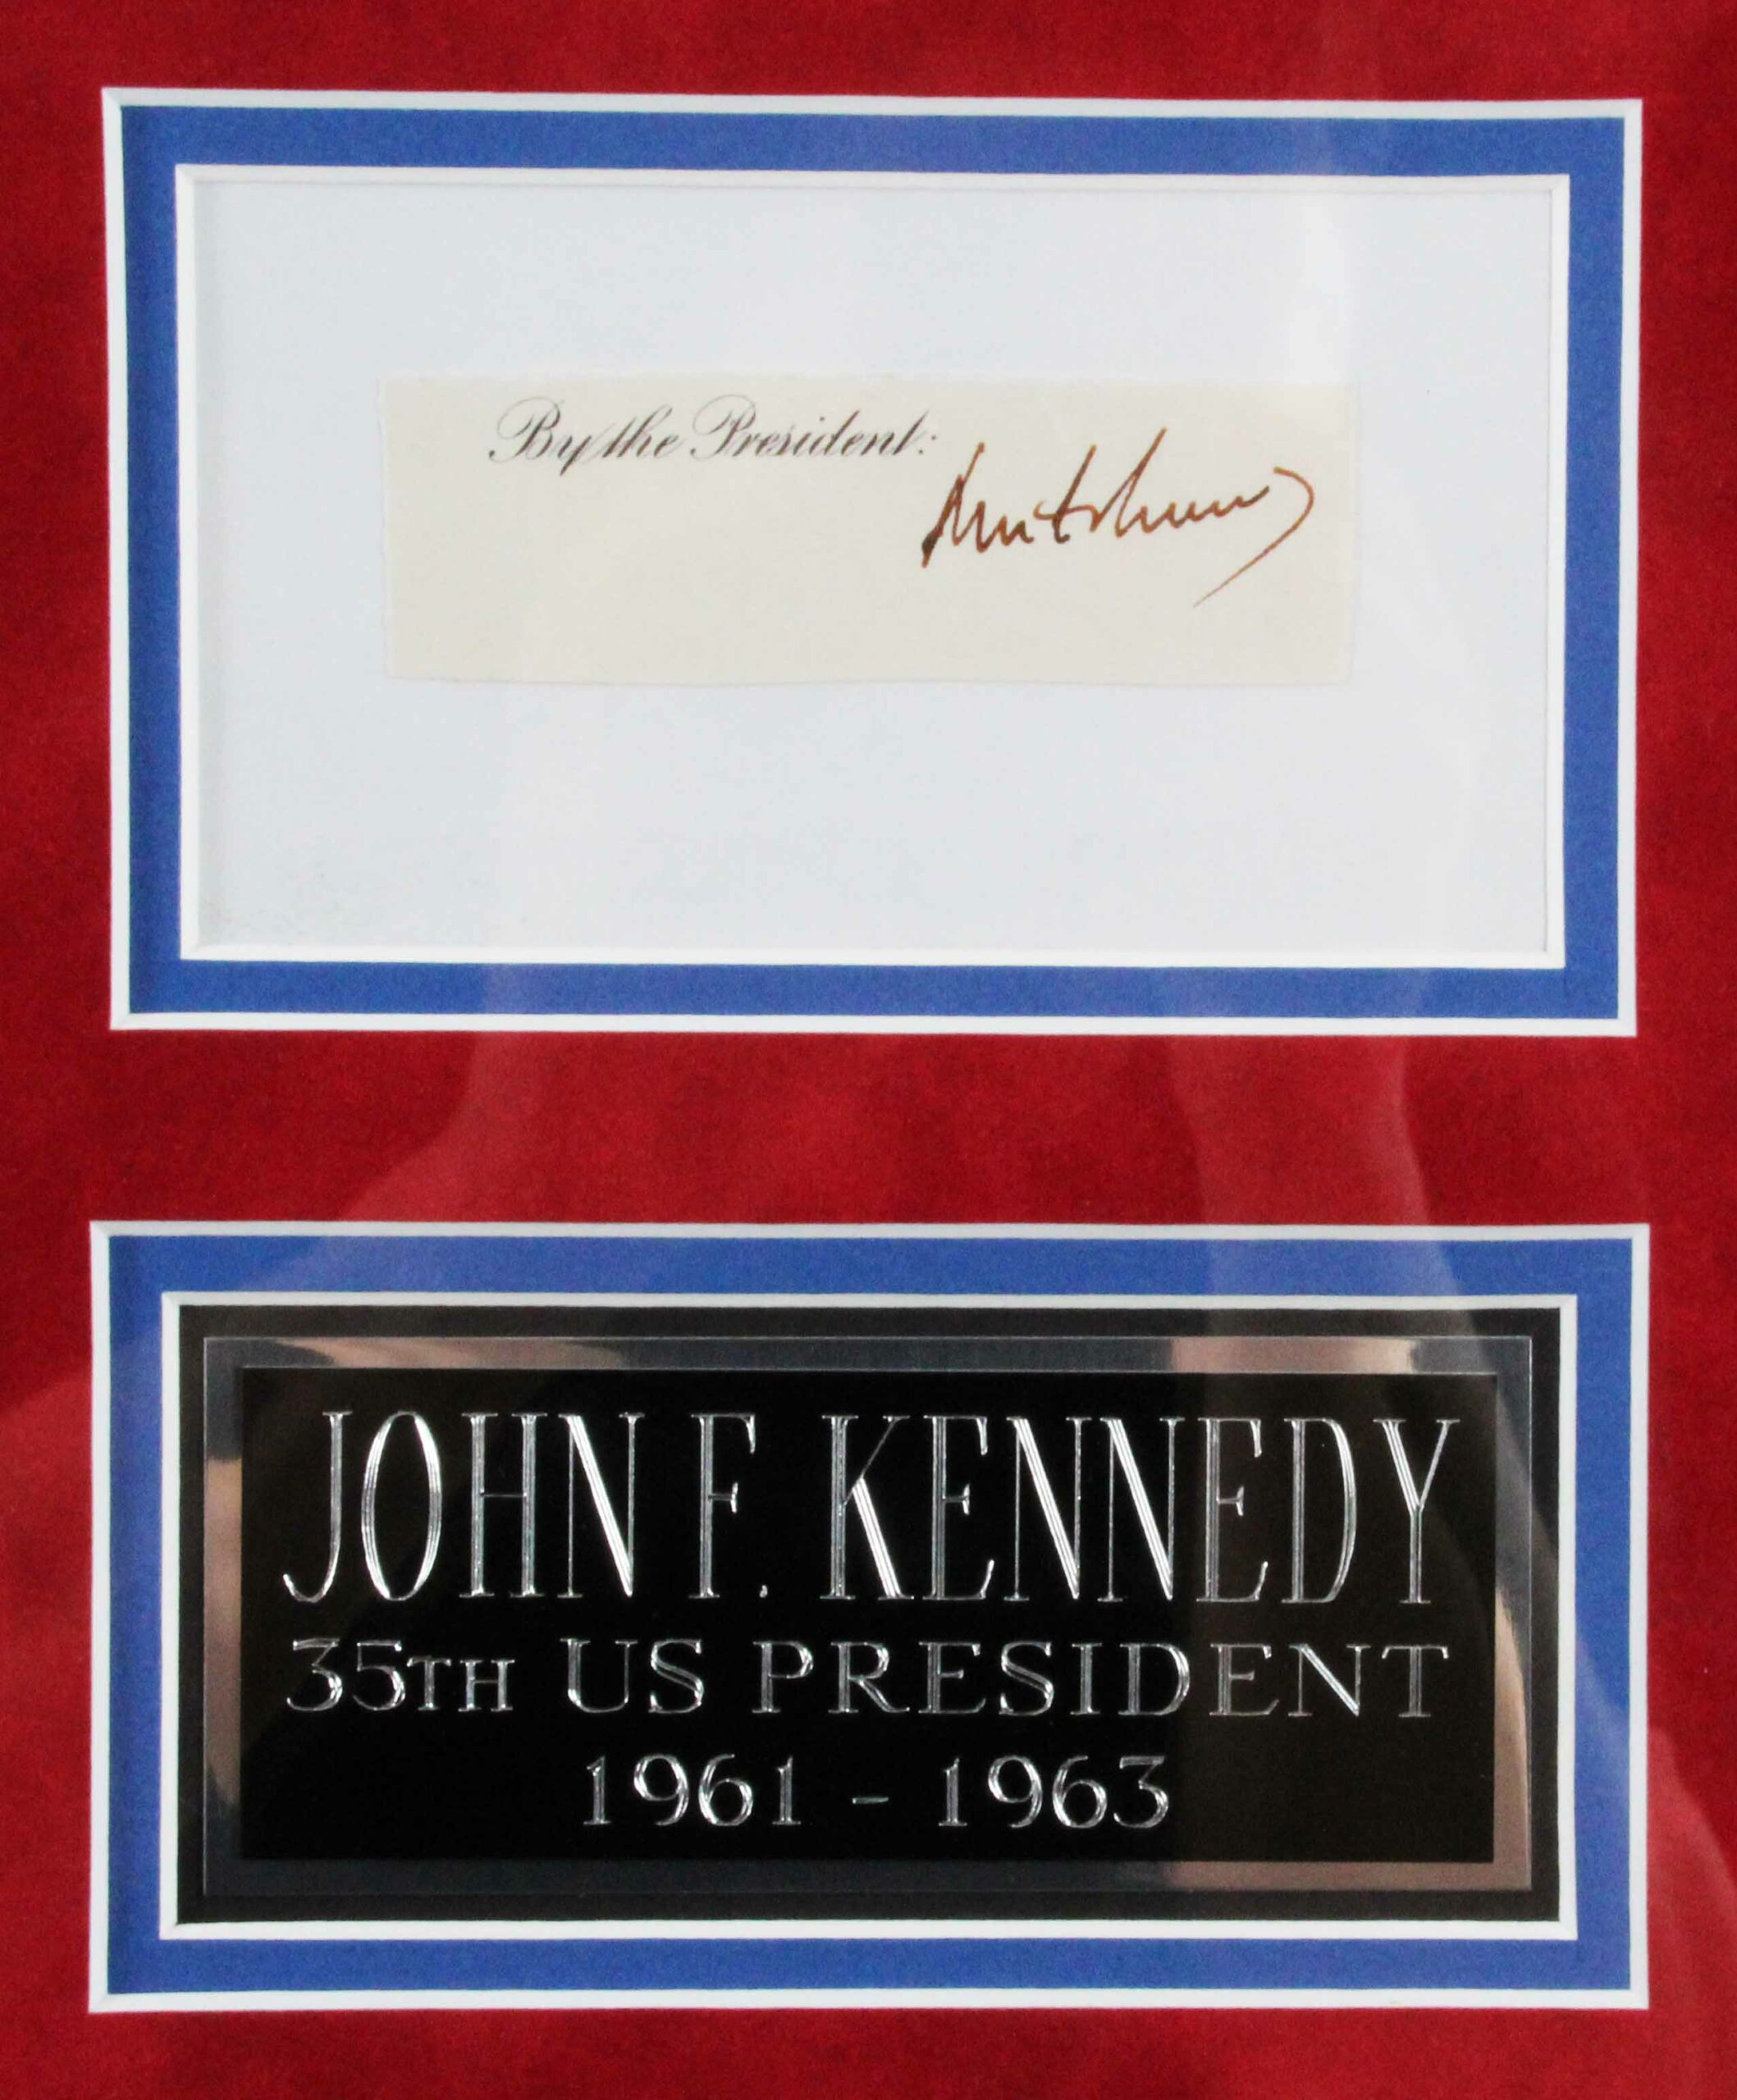 By the President:
JOHN F. KENNEDY
35TH US PRESIDENT
1961 - 1963